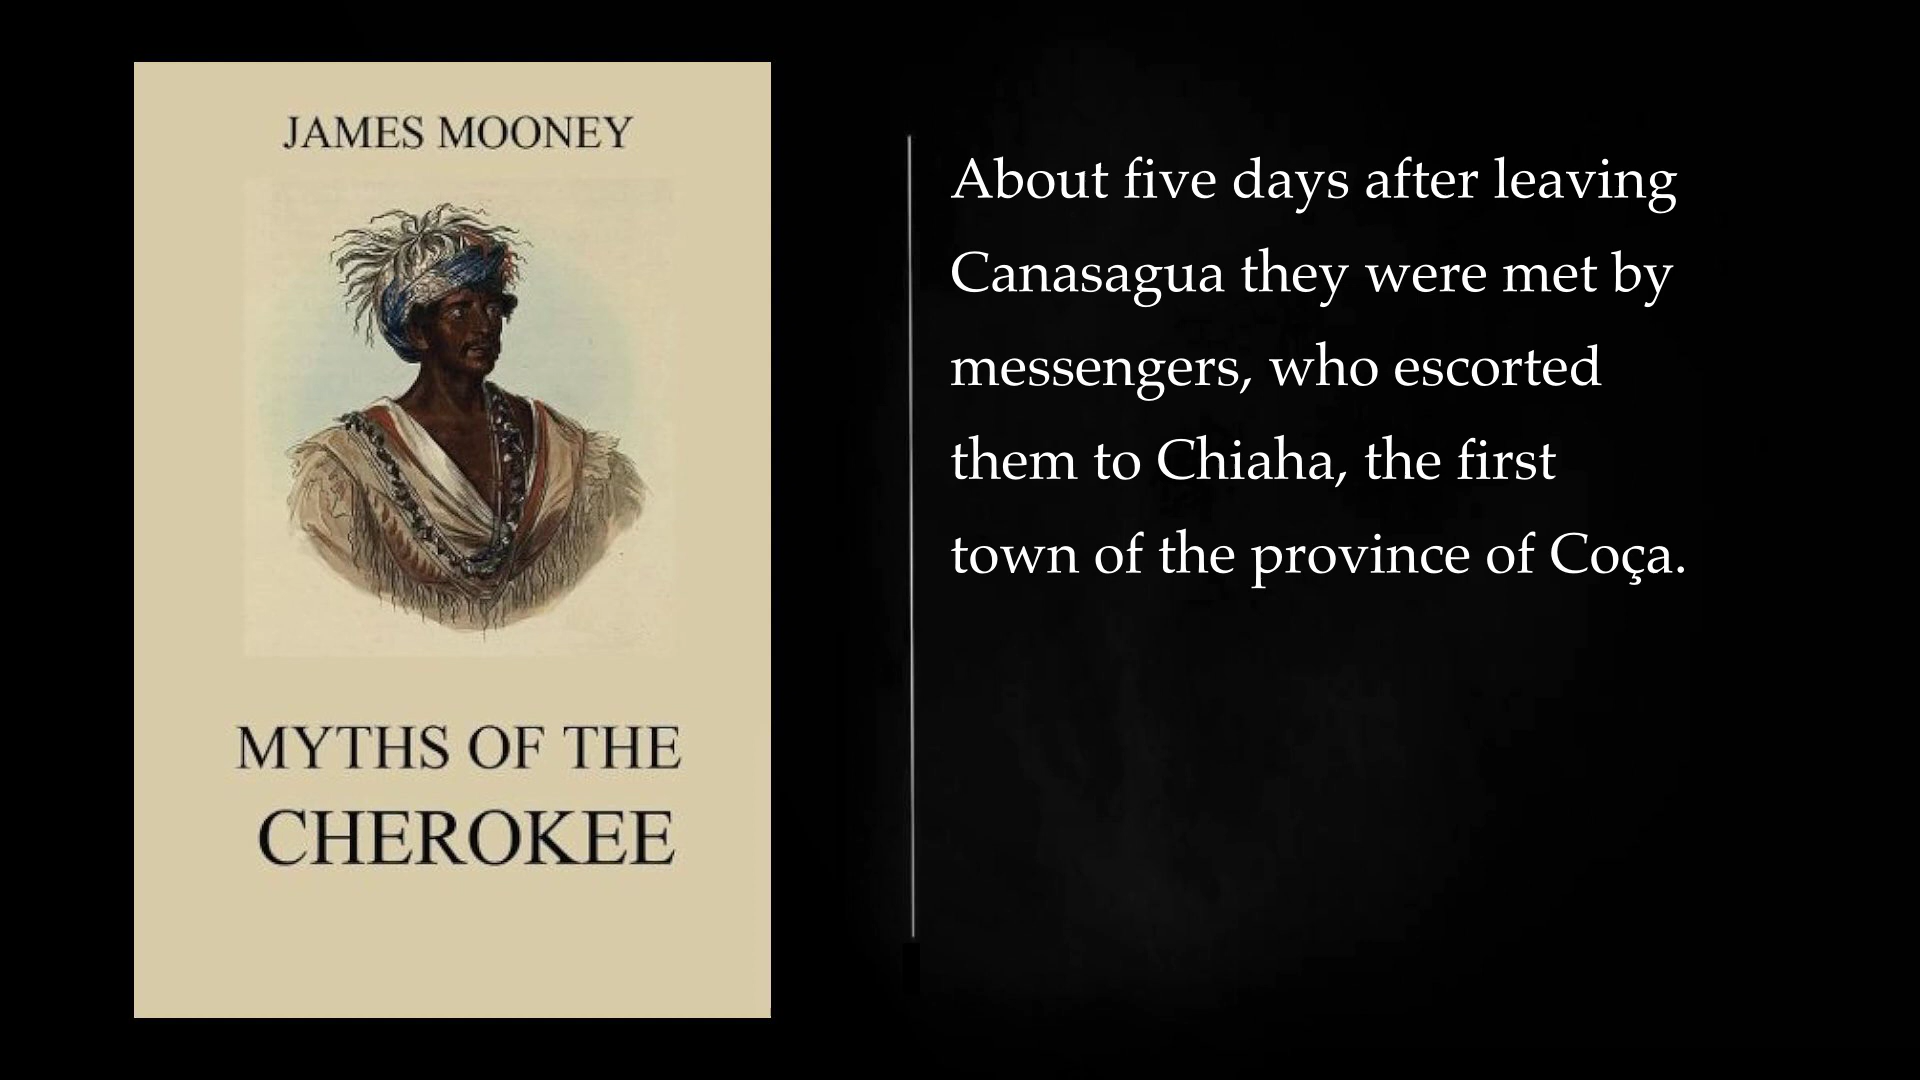 JAMES MOONEY
MYTHS OF THE
CHEROKEE
About five days after leaving
Canasagua they were met by
messengers, who escorted
them to Chiaha, the first
town of the province of Coça.